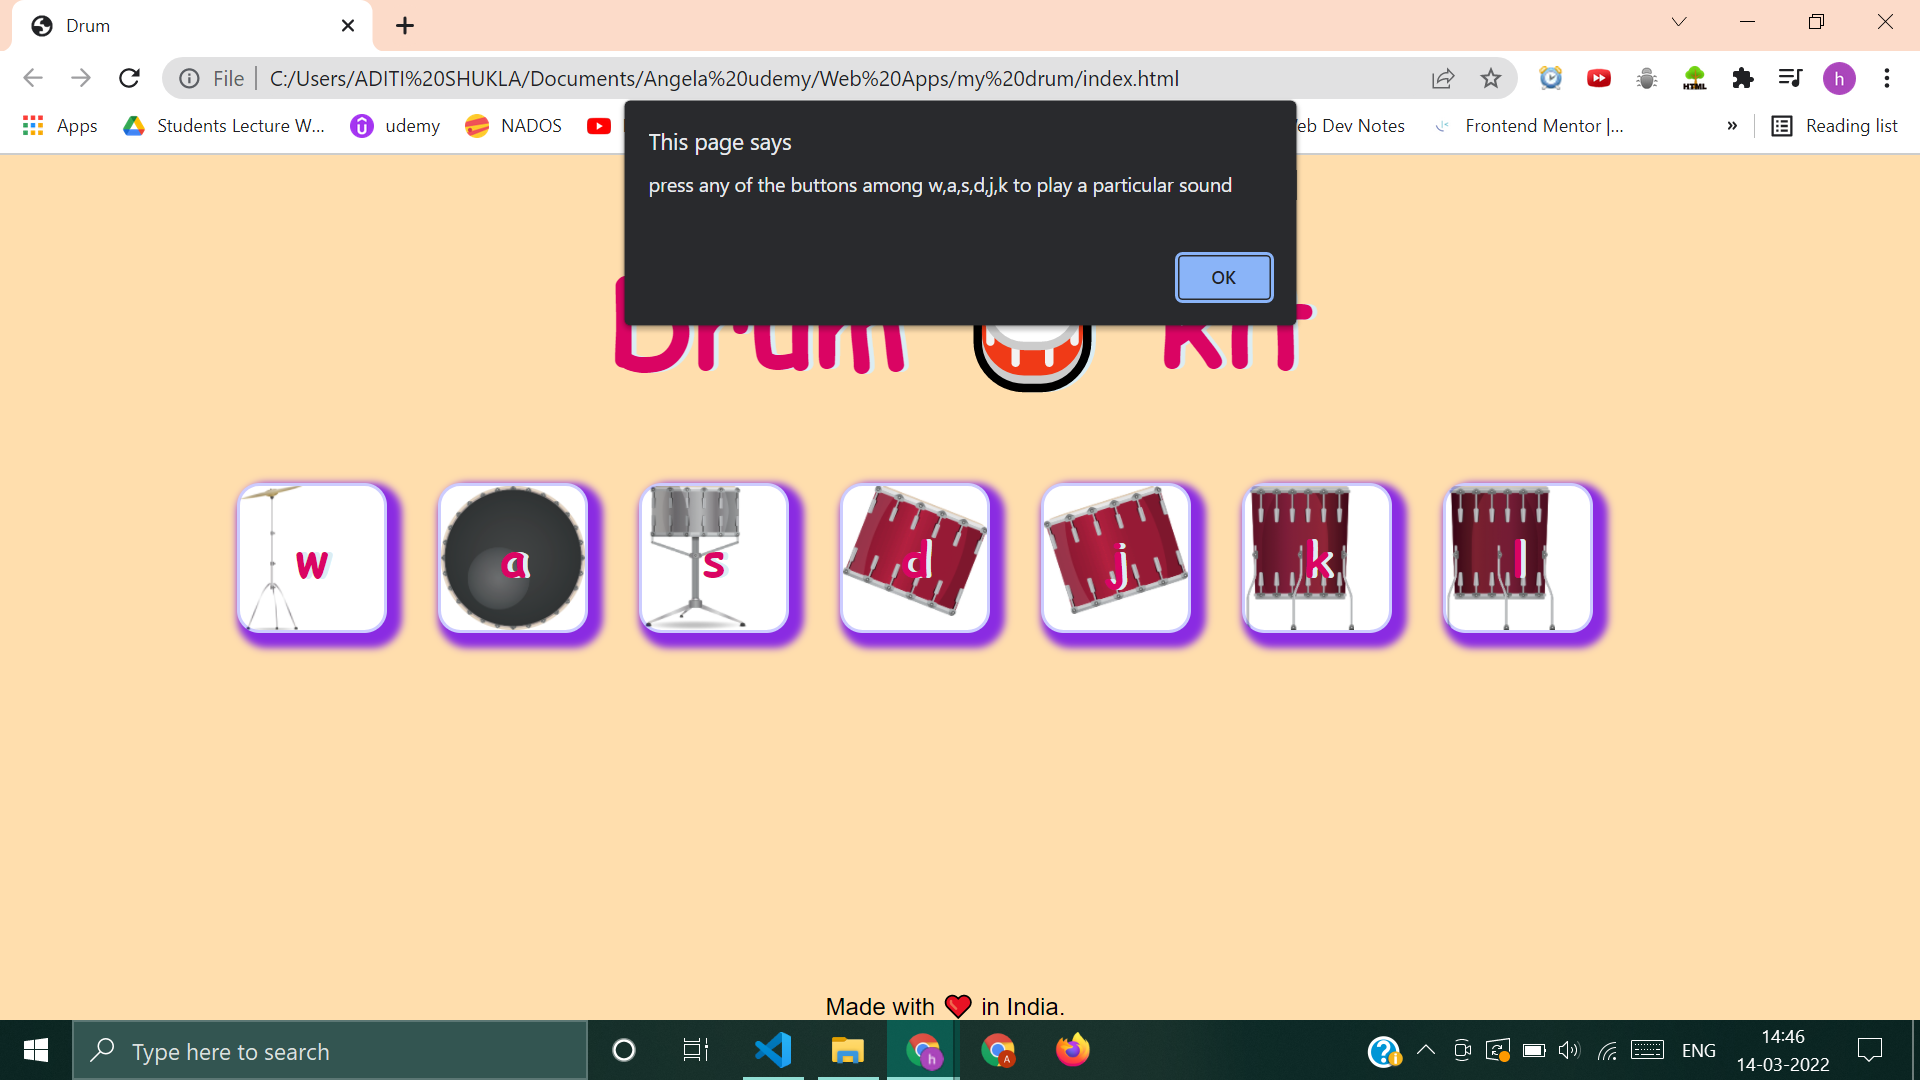 Drum
File C:/Users/ADITI%20SHUKLA/Documents/Angela%20udemy/Web%20Apps/my%20drum/index.html
HTML
h
Apps Students Lecture W... udemy NADOS eb Dev Notes Frontend Mentor |... » Reading list
This page says
press any of the buttons among w,a,s,d,j,k to play a particular sound
OK
Drum kit
w a s d j k l
Made with ❤ in India.
Type here to search
h
A
ENG
14:46
14-03-2022